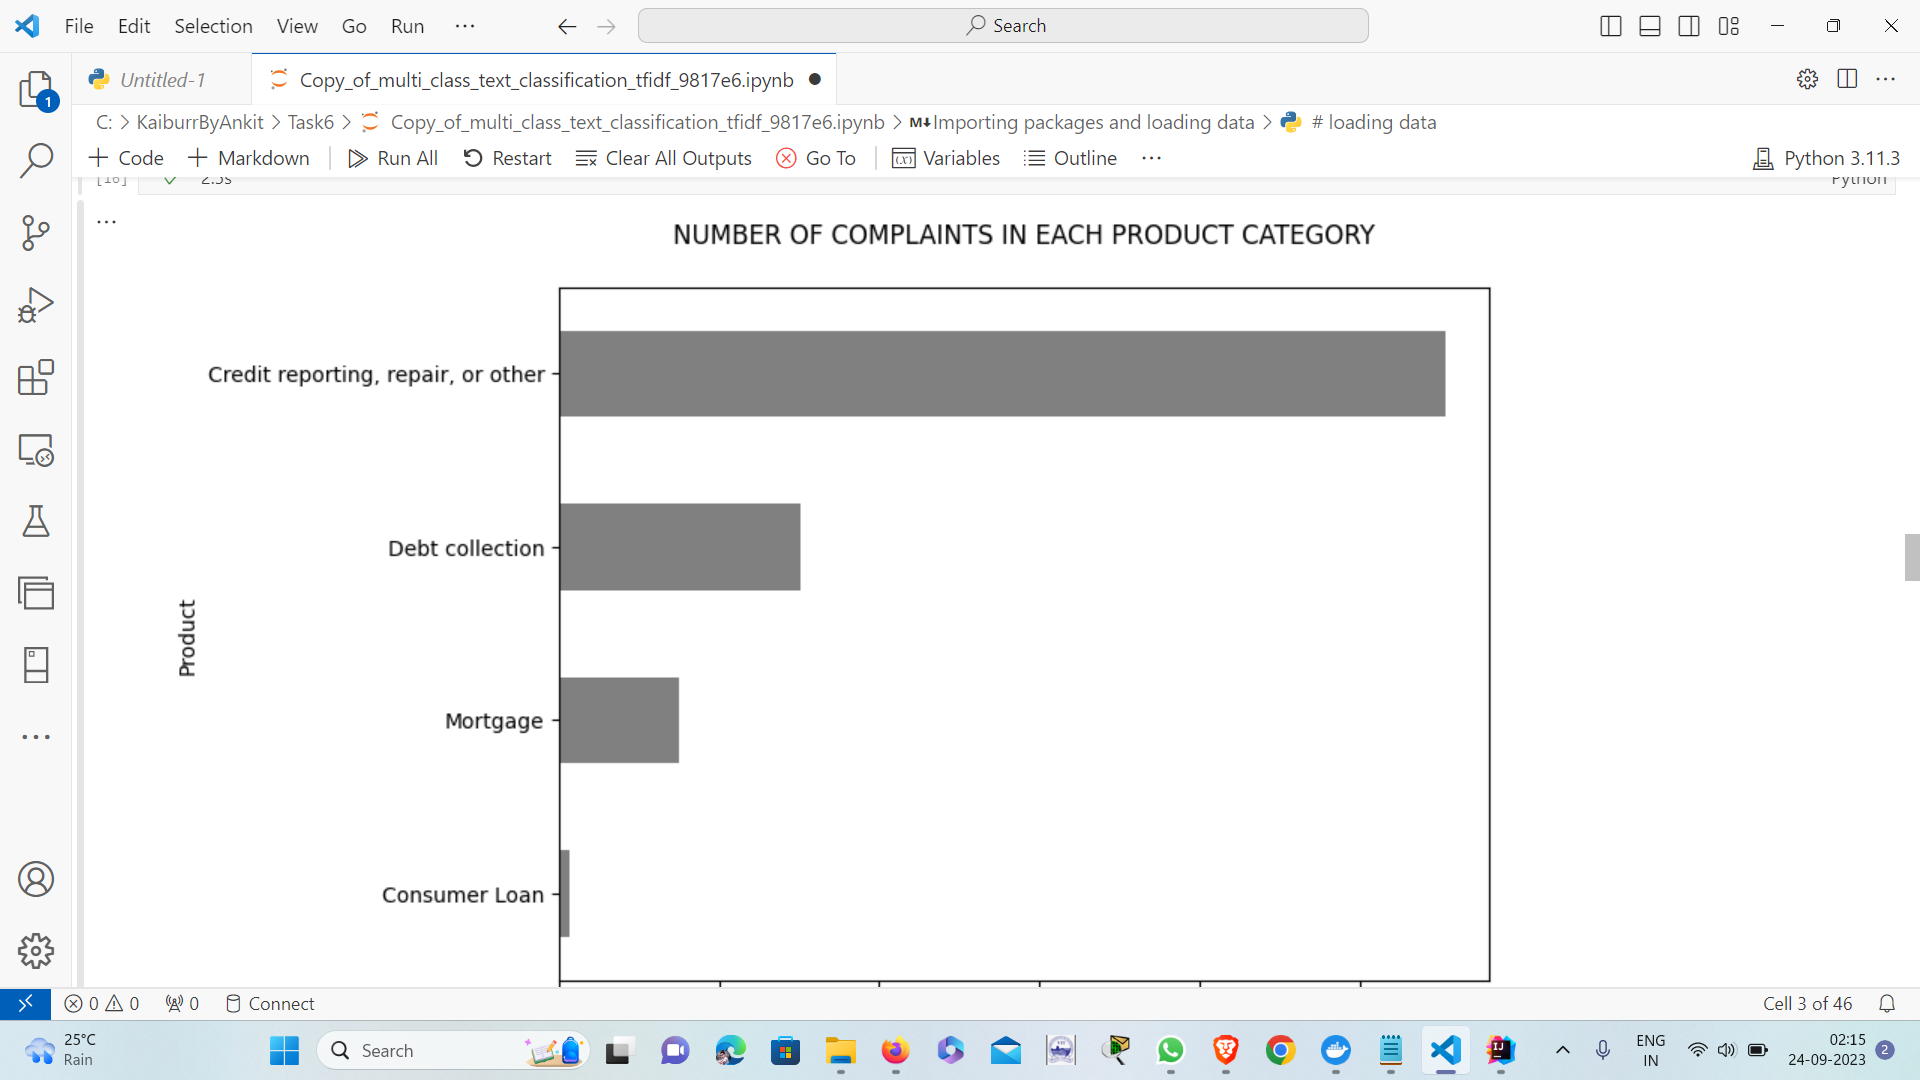 File Edit Selection View Go Run ··· Search
1 Untitled-1 Copy_of_multi_class_text_classification_tfidf_9817e6.ipynb
C: > KaiburrByAnkit > Task6 > Copy_of_multi_class_text_classification_tfidf_9817e6.ipynb > M↓Importing packages and loading data > # loading data
+ Code + Markdown Run All Restart Clear All Outputs Go To Variables Outline ··· Python 3.11.3
[16] 2.5s Python
NUMBER OF COMPLAINTS IN EACH PRODUCT CATEGORY
Credit reporting, repair, or other
Debt collection
Product
Mortgage
Consumer Loan
0 0 0 Connect Cell 3 of 46
25°C
Rain
Search
ENG
IN
02:15
24-09-2023
2